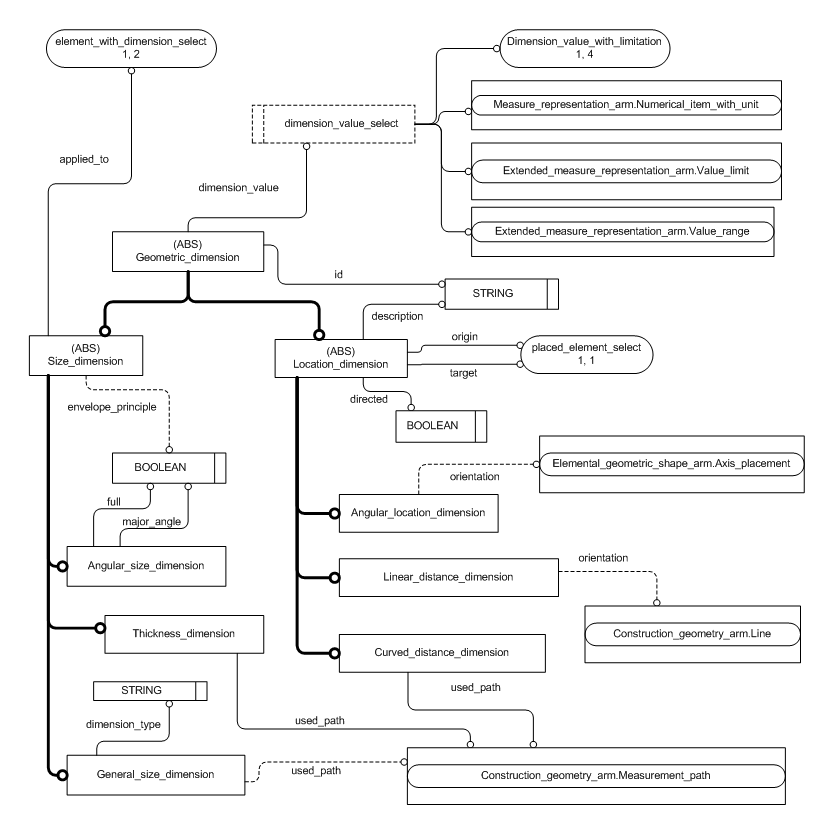 element_with_dimension_select
1, 2
Dimension_value_with_limitation
1, 4
Measure_representation_arm.Numerical_item_with_unit
dimension_value_select
applied_to
Extended_measure_representation_arm.Value_limit
dimension_value
Extended_measure_representation_arm.Value_range
(ABS)
Geometric_dimension
id
STRING
description
(ABS)
Size_dimension
(ABS)
Location_dimension
origin
target
placed_element_select
1, 1
directed
envelope_principle
BOOLEAN
BOOLEAN
Elemental_geometric_shape_arm.Axis_placement
orientation
full
major_angle
Angular_location_dimension
Angular_size_dimension
orientation
Linear_distance_dimension
Thickness_dimension
Construction_geometry_arm.Line
Curved_distance_dimension
STRING
used_path
dimension_type
used_path
General_size_dimension
used_path
Construction_geometry_arm.Measurement_path